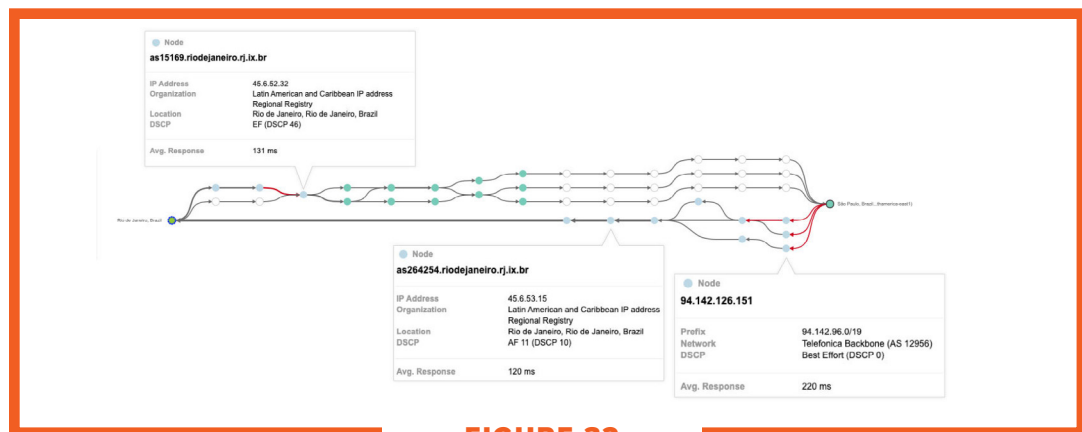 Node
as15169.riodejaneiro.rj.ix.br
IP Address 45.6.52.32
Organization Latin American and Caribbean IP address
Regional Registry
Location Rio de Janeiro, Rio de Janeiro, Brazil
DSCP EF (DSCP 46)
Avg. Response 131 ms
Rio de Janeiro, Brazil
São Paulo, Brazil
Node
as264254.riodejaneiro.rj.ix.br
IP Address 45.6.53.15
Organization Latin American and Caribbean IP address
Regional Registry
Location Rio de Janeiro, Rio de Janeiro, Brazil
DSCP AF 11 (DSCP 10)
Avg. Response 120 ms
Node
94.142.126.151
Prefix 94.142.96.0/19
Network Telefonica Backbone (AS 12956)
DSCP Best Effort (DSCP 0)
Avg. Response 220 ms